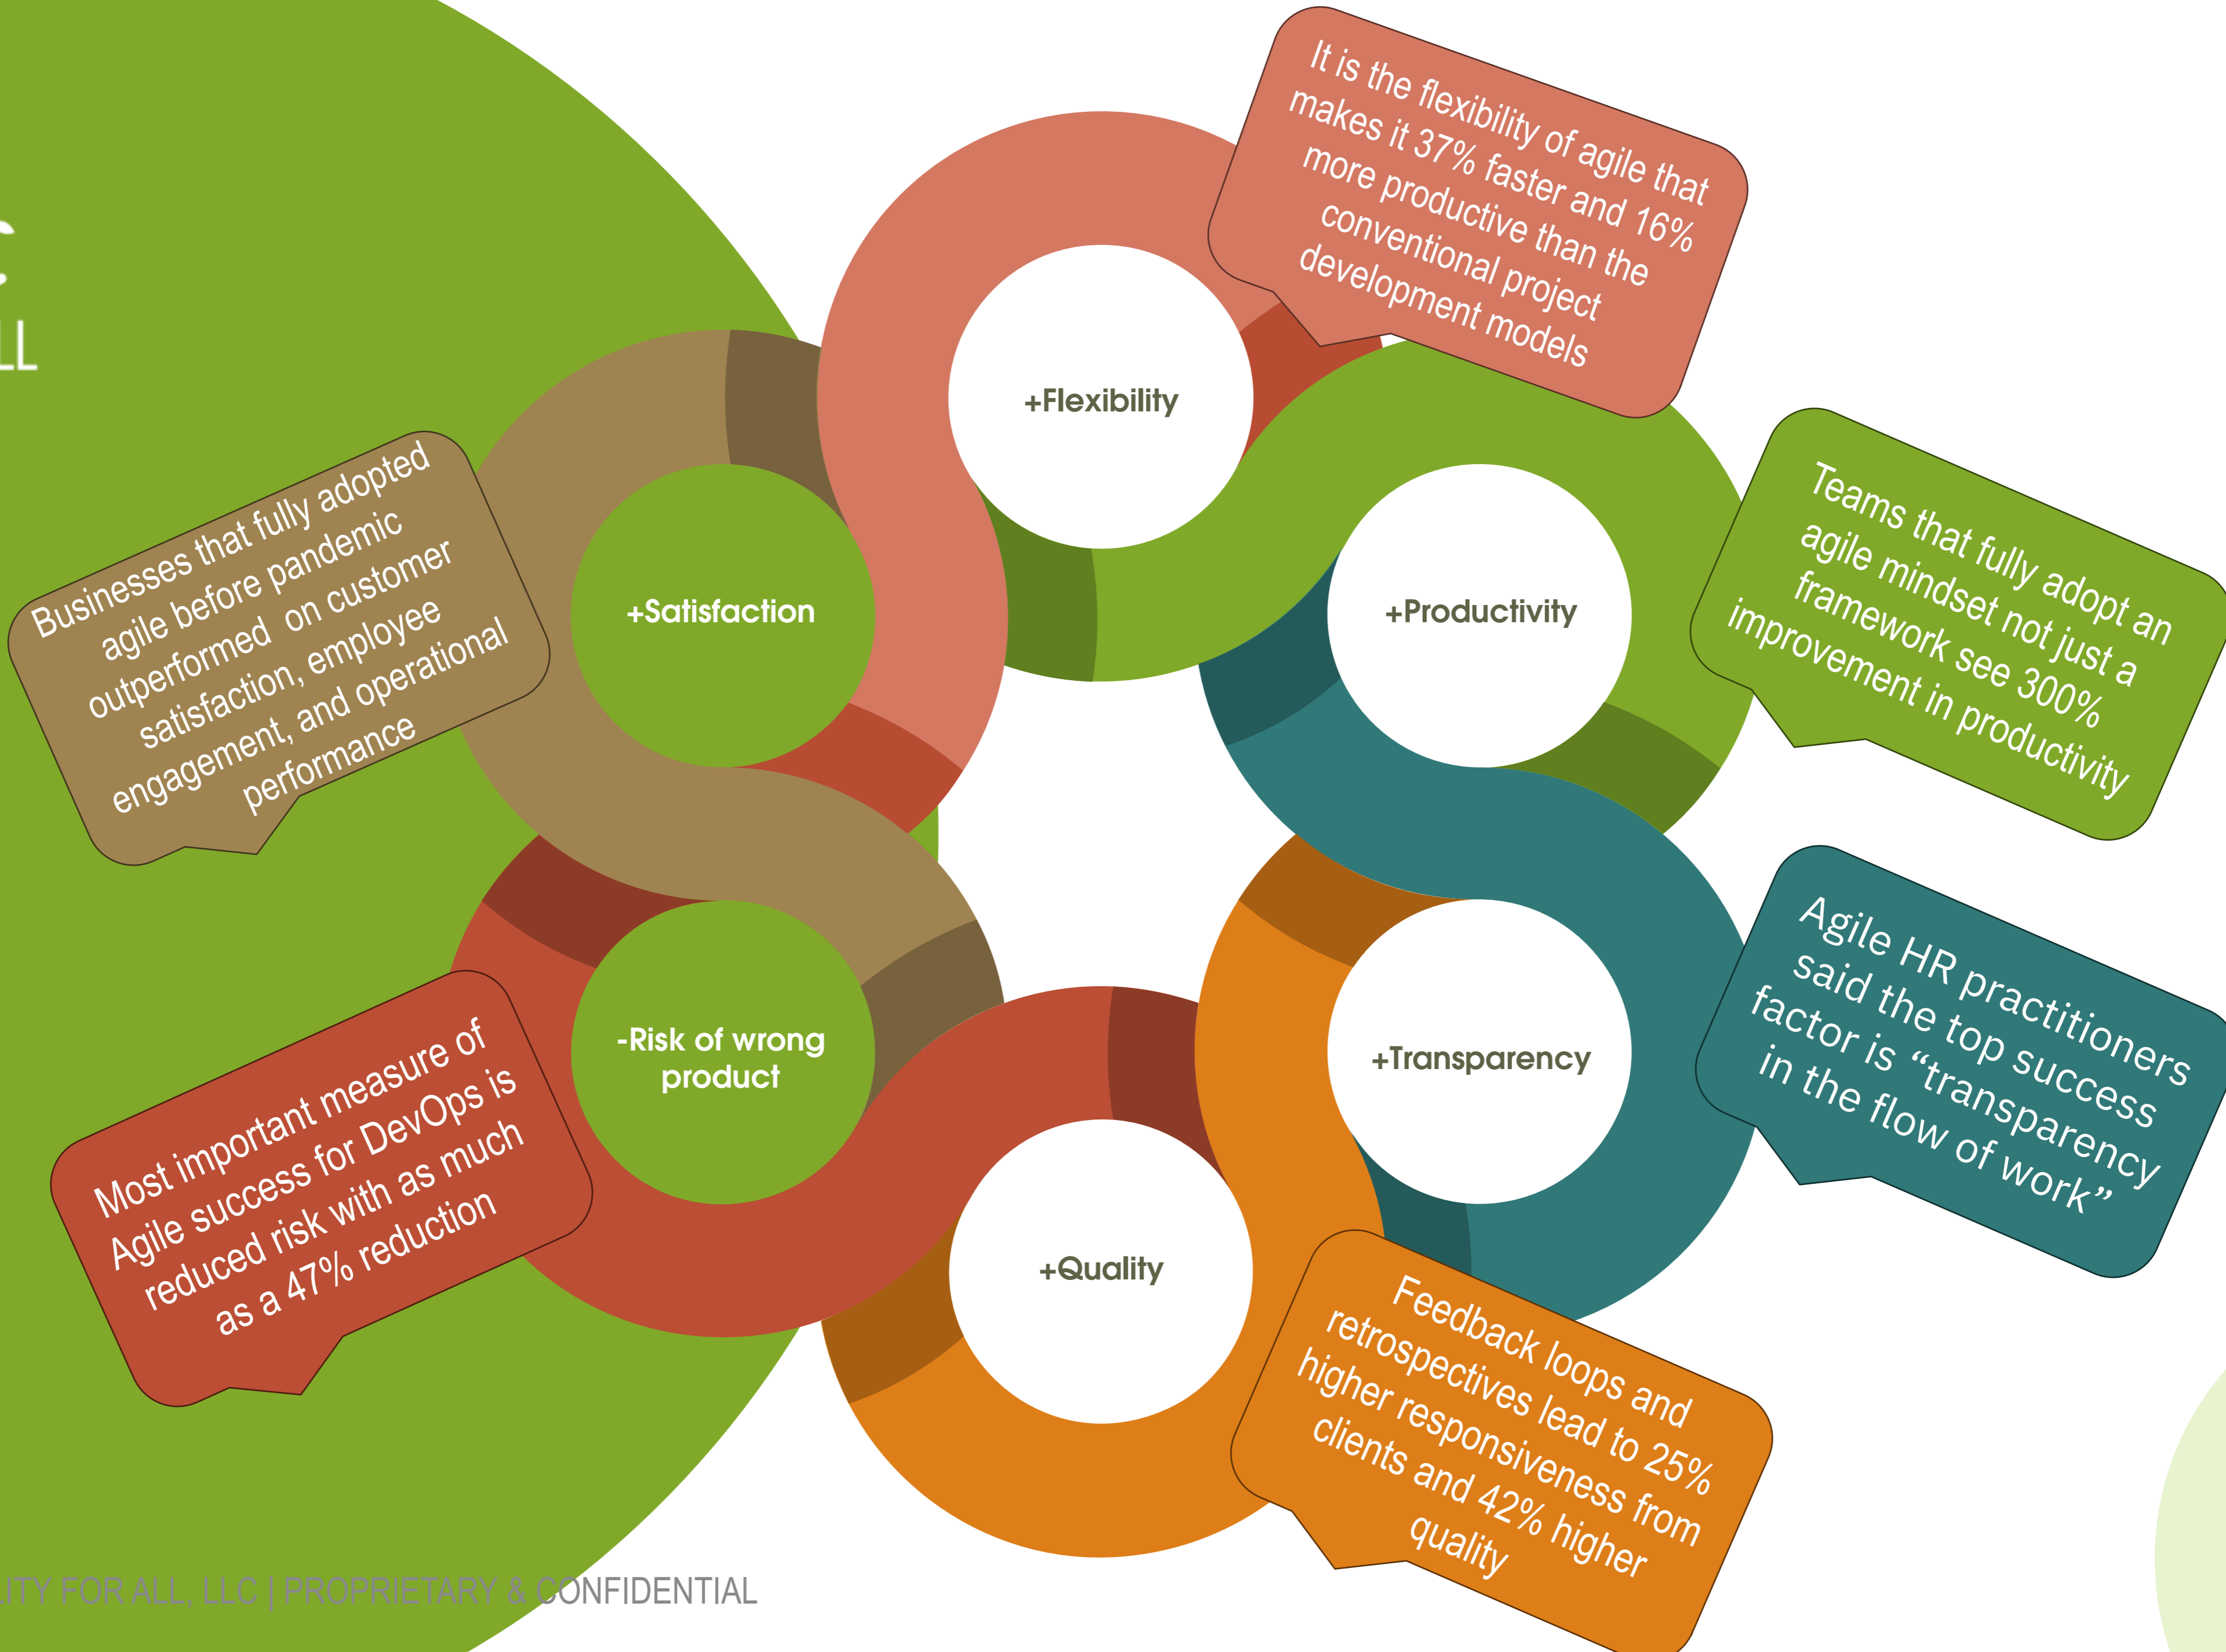 LL
It is the flexibility of agile that
makes it 37% faster and 16%
more productive than the
conventional project
development models
+Flexibility
Businesses that fully adopted
agile before pandemic
outperformed on customer
satisfaction, employee
engagement, and operational
performance
+Satisfaction
+Productivity
Teams that fully adopt an
agile mindset not just a
framework see 300%
improvement in productivity
Most important measure of
Agile success for DevOps is
reduced risk with as much
as a 47% reduction
-Risk of wrong
product
+Transparency
Agile HR practitioners
said the top success
factor is “transparency
in the flow of work”
+Quality
Feedback loops and
retrospectives lead to 25%
higher responsiveness from
clients and 42% higher
quality
LITY FOR ALL, LLC | PROPRIETARY & CONFIDENTIAL